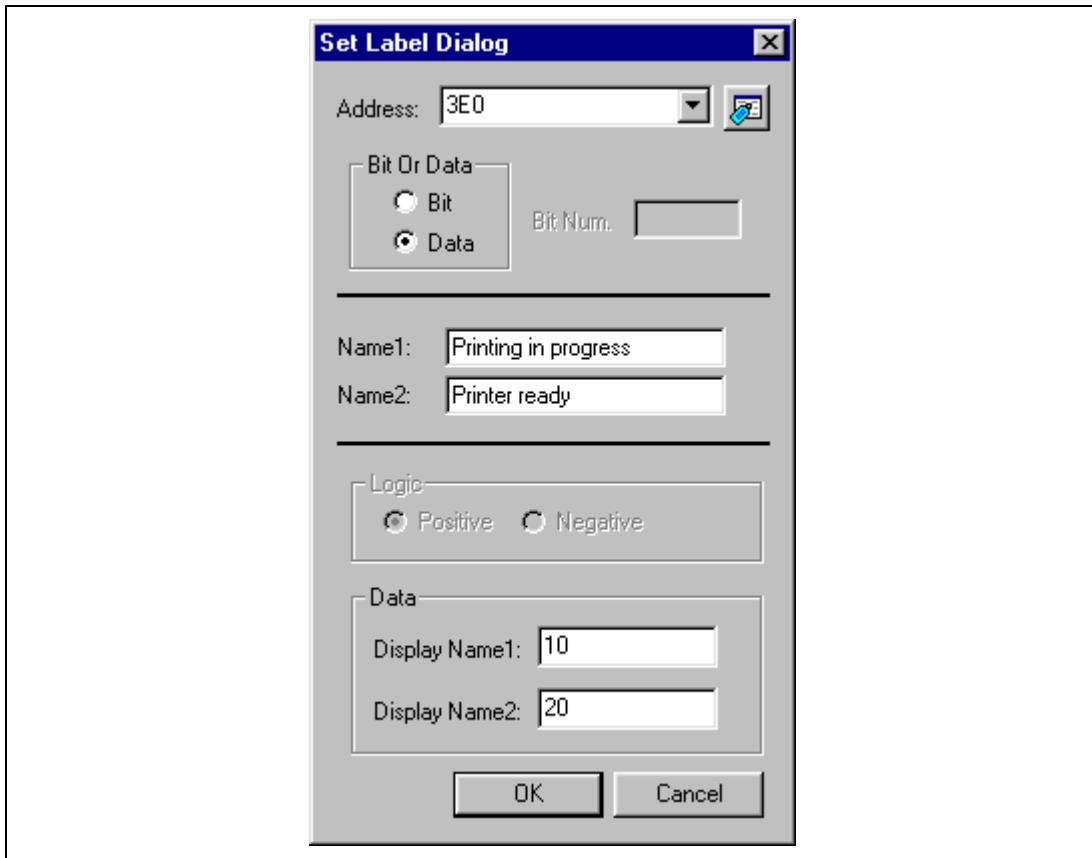 Set Label Dialog
Address: 3E0
Bit Or Data
Bit
Bit Num.
Data
Name1: Printing in progress
Name2: Printer ready
Logic
Positive Negative
Data
Display Name1: 10
Display Name2: 20
OK Cancel